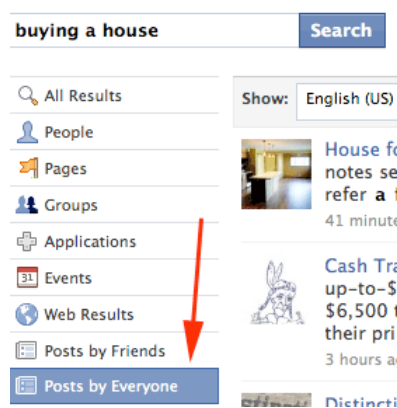 buying a house
Search
All Results
People
Pages
Groups
Applications
31
Events
Web Results
Posts by Friends
Posts by Everyone
Show:
English (US)
House fo
notes se
refer a
41 minute
Cash Tra
up-to-$
$6,500 t
their pri
3 hours a
Distincti